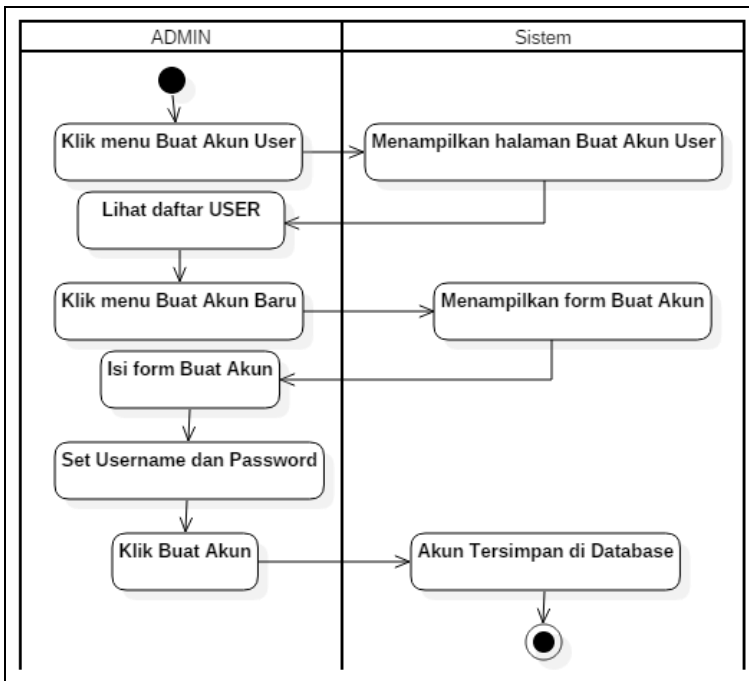 ADMIN
Sistem
Klik menu Buat Akun User
Menampilkan halaman Buat Akun User
Lihat daftar USER
Klik menu Buat Akun Baru
Menampilkan form Buat Akun
Isi form Buat Akun
Set Username dan Password
Klik Buat Akun
Akun Tersimpan di Database